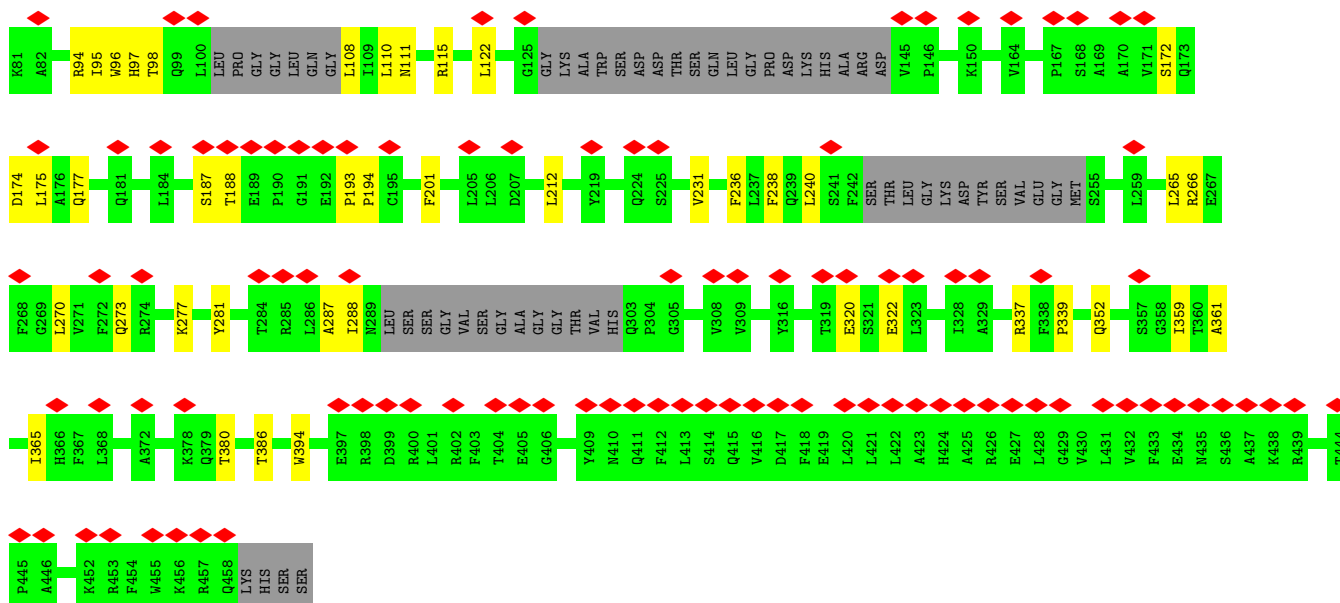 K81 A82 R94 I95 W96 H97 T98 Q99 L100 LEU PRO GLY GLY LEU GLN GLY L108 I109 L110 N111 R115 L122 G125 GLY LYS ALA TRP SER ASP ASP THR SER GLN LEU GLY PRO ASP LYS HIS ALA ARG ASP V145 P146 K150 V164 P167 S168 A169 A170 V171 S172 Q173
D174 L175 A176 Q177 Q181 L184 S187 T188 E189 P190 G191 E192 P193 P194 C195 F201 L205 L206 D207 L212 Y219 Q224 S225 V231 F236 L237 F238 Q239 L240 S241 F242 SER THR LEU GLY LYS ASP TYR SER VAL GLU GLY MET S255 L259 L265 R266 E267
F268 G269 L270 V271 F272 Q273 R274 K277 Y281 T284 R285 L286 A287 I288 N289 LEU SER SER GLY VAL SER GLY ALA GLY GLY THR VAL HIS Q303 P304 G305 V308 V309 Y316 T319 E320 S321 E322 L323 I328 A329 R337 F338 P339 Q352 S357 G358 I359 T360 A361
I365 H366 F367 L368 A372 K378 Q379 T380 T386 W394 E397 R398 D399 R400 L401 R402 F403 T404 E405 G406 Y409 N410 Q411 F412 L413 S414 Q415 V416 D417 F418 E419 L420 L421 L422 A423 H424 A425 R426 E427 L428 G429 V430 L431 V432 F433 E434 N435 S436 A437 K438 R439 T444
P445 A446 K452 R453 F454 W455 K456 R457 Q458 LYS HIS SER SER